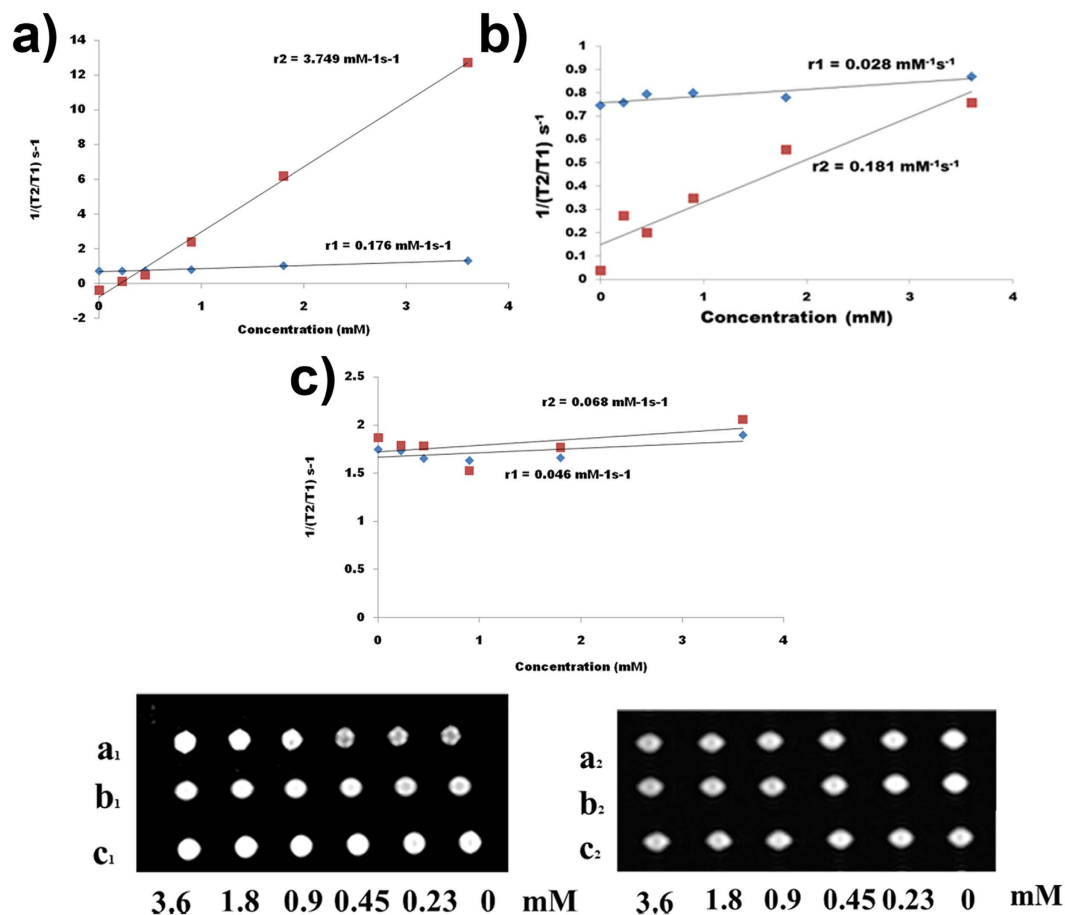 a)
14
12
10
8
6
4
2
0
-2
r2 = 3.749 mM-1s-1
r1 = 0.176 mM-1s-1
1/(T2/T1) s-1
0 1 2 3 4
Concentration (mM)
b)
1
0.9
0.8
0.7
0.6
0.5
0.4
0.3
0.2
0.1
0
r1 = 0.028 mM⁻¹s⁻¹
r2 = 0.181 mM⁻¹s⁻¹
1/(T2/T1) s⁻¹
0 1 2 3 4
Concentration (mM)
c)
2.5
2
1.5
1
0.5
0
r2 = 0.068 mM-1s-1
r1 = 0.046 mM-1s-1
1/(T2/T1) s-1
0 1 2 3 4
Concentration (mM)
a₁
b₁
c₁
3.6 1.8 0.9 0.45 0.23 0 mM
a₂
b₂
c₂
3.6 1.8 0.9 0.45 0.23 0 mM